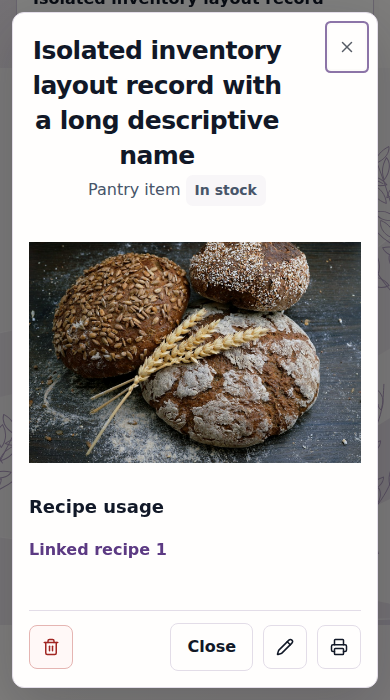 Isolated inventory
layout record with
a long descriptive
name
Pantry item In stock
Recipe usage
Linked recipe 1
Close